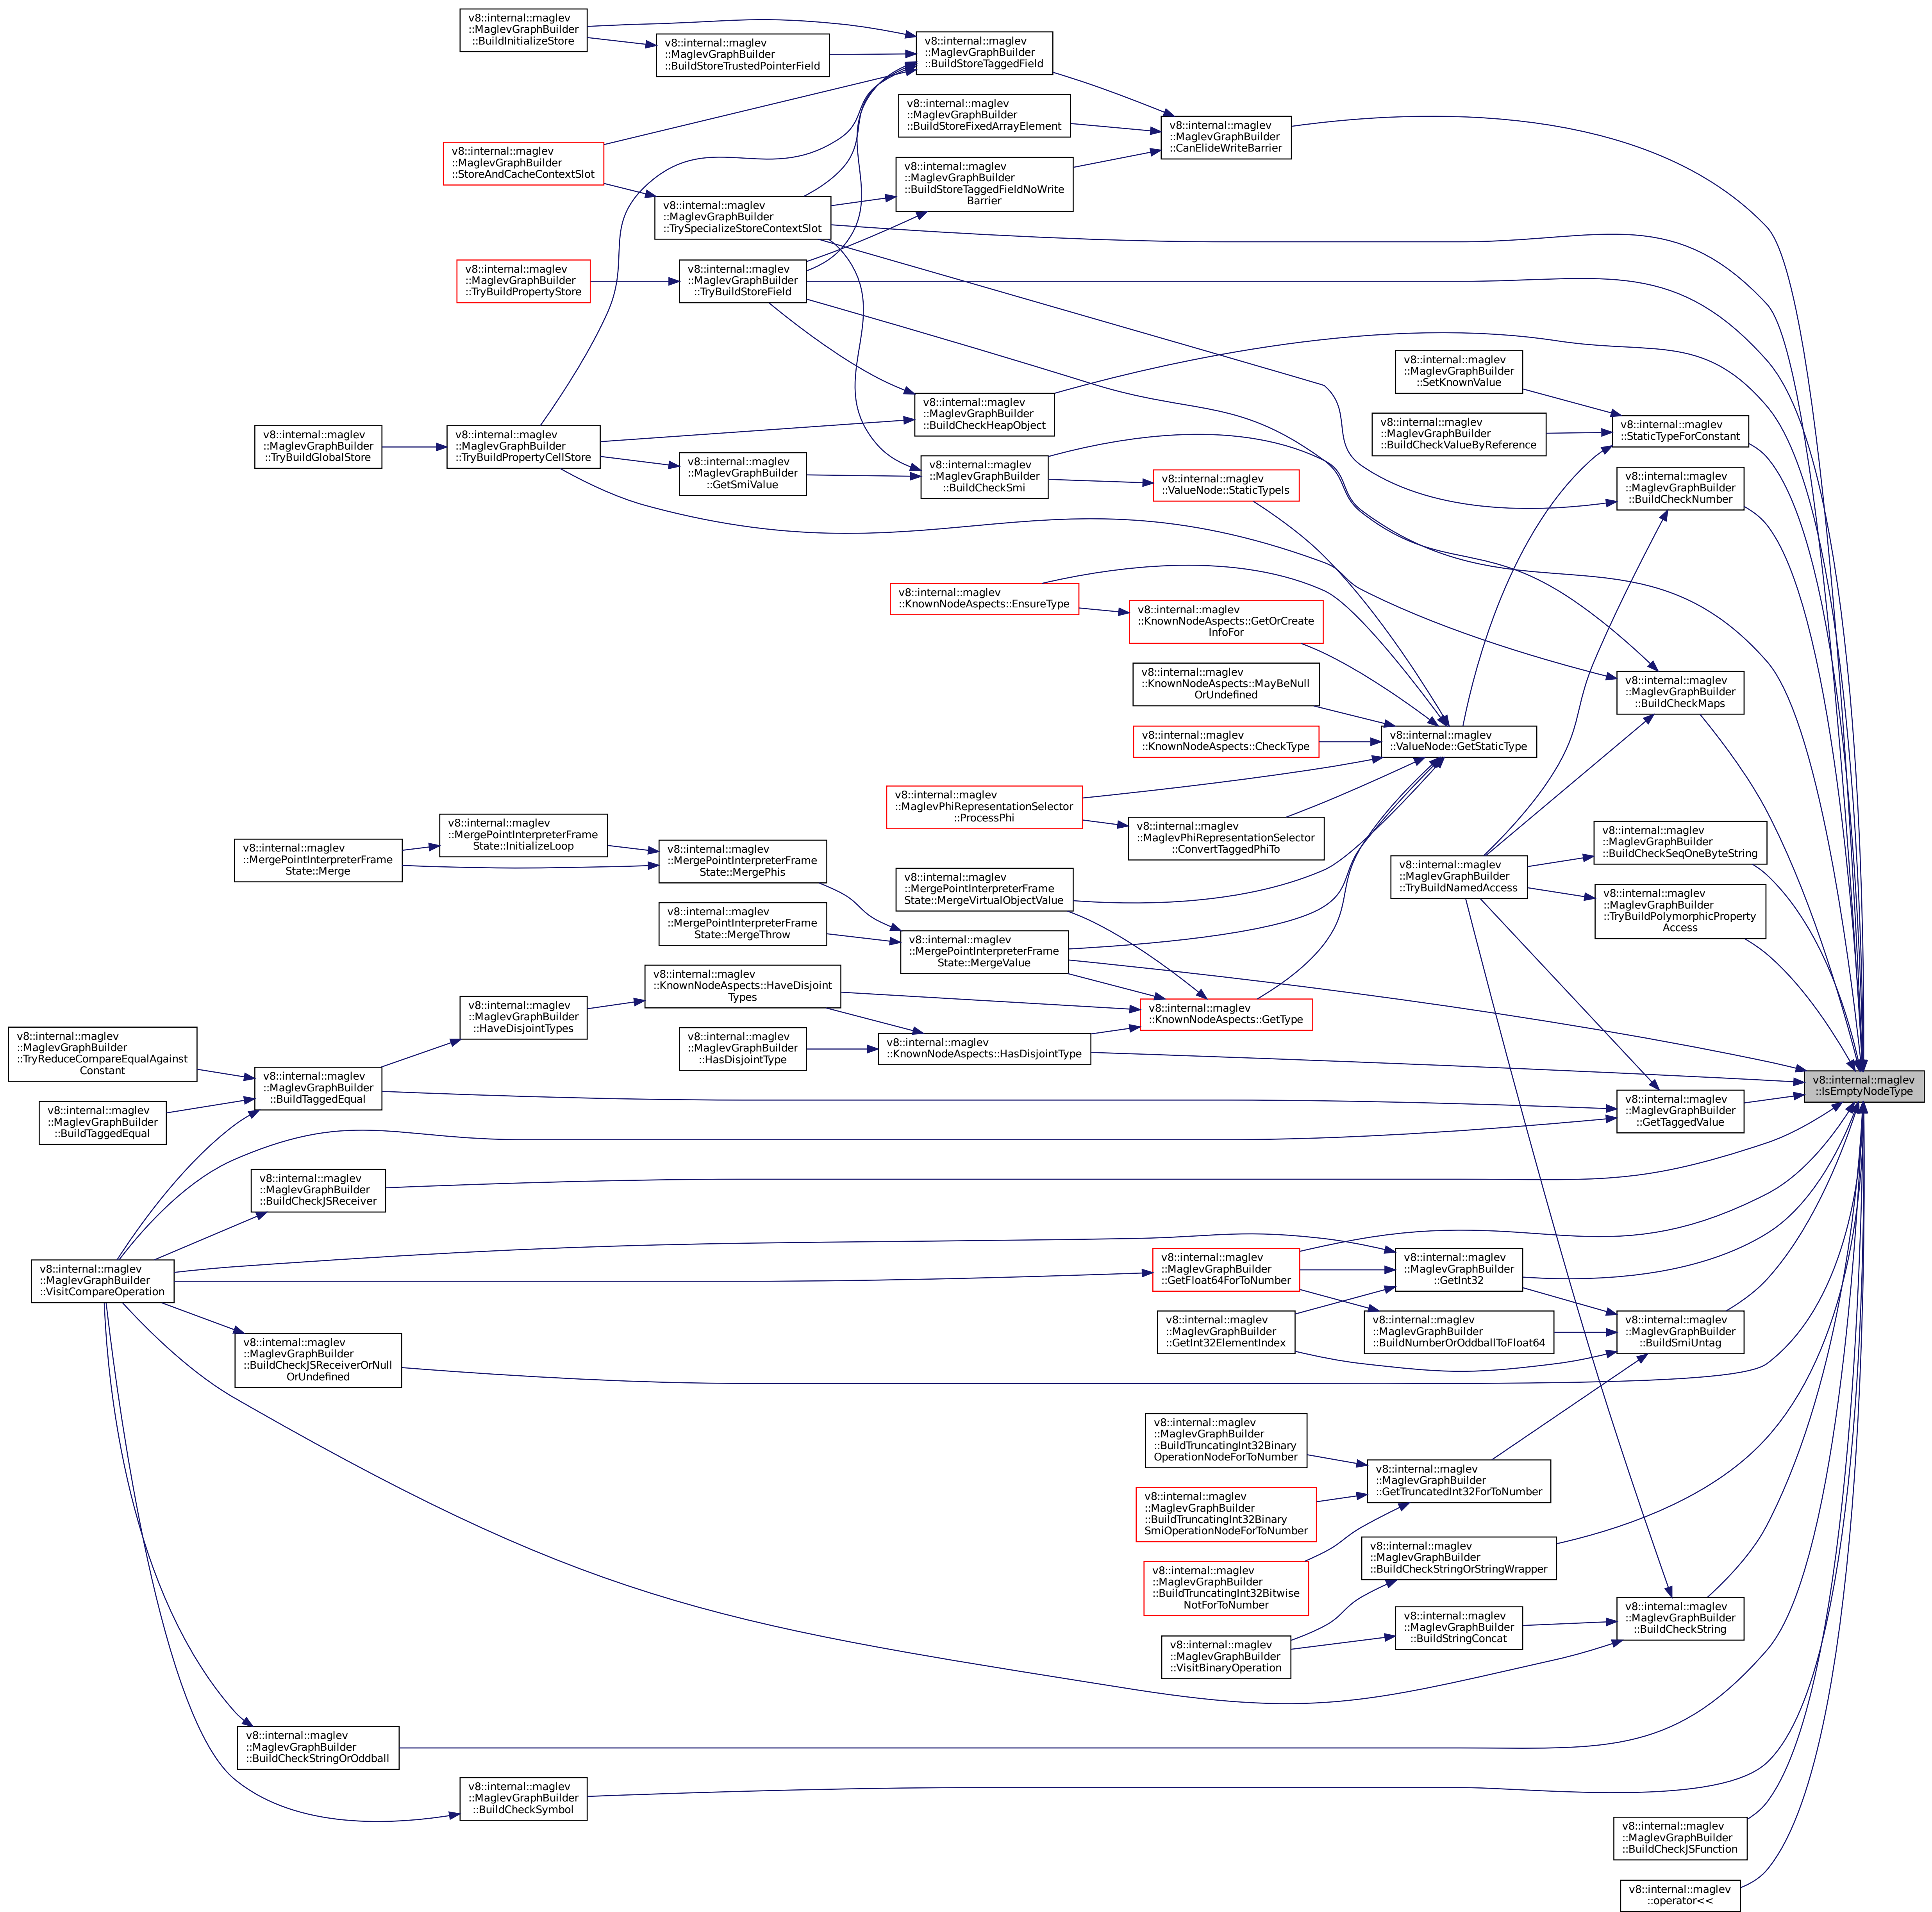 v8::internal::maglev
::MaglevGraphBuilder
::BuildInitializeStore
v8::internal::maglev
::MaglevGraphBuilder
::BuildStoreTrustedPointerField
v8::internal::maglev
::MaglevGraphBuilder
::BuildStoreTaggedField
v8::internal::maglev
::MaglevGraphBuilder
::BuildStoreFixedArrayElement
v8::internal::maglev
::MaglevGraphBuilder
::CanElideWriteBarrier
v8::internal::maglev
::MaglevGraphBuilder
::StoreAndCacheContextSlot
v8::internal::maglev
::MaglevGraphBuilder
::BuildStoreTaggedFieldNoWrite
Barrier
v8::internal::maglev
::MaglevGraphBuilder
::TrySpecializeStoreContextSlot
v8::internal::maglev
::MaglevGraphBuilder
::TryBuildPropertyStore
v8::internal::maglev
::MaglevGraphBuilder
::TryBuildStoreField
v8::internal::maglev
::MaglevGraphBuilder
::SetKnownValue
v8::internal::maglev
::MaglevGraphBuilder
::BuildCheckHeapObject
v8::internal::maglev
::MaglevGraphBuilder
::BuildCheckValueByReference
v8::internal::maglev
::StaticTypeForConstant
v8::internal::maglev
::MaglevGraphBuilder
::TryBuildGlobalStore
v8::internal::maglev
::MaglevGraphBuilder
::TryBuildPropertyCellStore
v8::internal::maglev
::MaglevGraphBuilder
::GetSmiValue
v8::internal::maglev
::MaglevGraphBuilder
::BuildCheckSmi
v8::internal::maglev
::ValueNode::StaticTypeIs
v8::internal::maglev
::MaglevGraphBuilder
::BuildCheckNumber
v8::internal::maglev
::KnownNodeAspects::EnsureType
v8::internal::maglev
::KnownNodeAspects::GetOrCreate
InfoFor
v8::internal::maglev
::KnownNodeAspects::MayBeNull
OrUndefined
v8::internal::maglev
::MaglevGraphBuilder
::BuildCheckMaps
v8::internal::maglev
::KnownNodeAspects::CheckType
v8::internal::maglev
::ValueNode::GetStaticType
v8::internal::maglev
::MaglevPhiRepresentationSelector
::ProcessPhi
v8::internal::maglev
::MaglevPhiRepresentationSelector
::ConvertTaggedPhiTo
v8::internal::maglev
::MergePointInterpreterFrame
State::Merge
v8::internal::maglev
::MergePointInterpreterFrame
State::InitializeLoop
v8::internal::maglev
::MergePointInterpreterFrame
State::MergePhis
v8::internal::maglev
::MaglevGraphBuilder
::BuildCheckSeqOneByteString
v8::internal::maglev
::MaglevGraphBuilder
::TryBuildNamedAccess
v8::internal::maglev
::MergePointInterpreterFrame
State::MergeVirtualObjectValue
v8::internal::maglev
::MaglevGraphBuilder
::TryBuildPolymorphicProperty
Access
v8::internal::maglev
::MergePointInterpreterFrame
State::MergeThrow
v8::internal::maglev
::MergePointInterpreterFrame
State::MergeValue
v8::internal::maglev
::KnownNodeAspects::HaveDisjoint
Types
v8::internal::maglev
::KnownNodeAspects::GetType
v8::internal::maglev
::MaglevGraphBuilder
::HaveDisjointTypes
v8::internal::maglev
::MaglevGraphBuilder
::HasDisjointType
v8::internal::maglev
::KnownNodeAspects::HasDisjointType
v8::internal::maglev
::MaglevGraphBuilder
::TryReduceCompareEqualAgainst
Constant
v8::internal::maglev
::MaglevGraphBuilder
::BuildTaggedEqual
v8::internal::maglev
::IsEmptyNodeType
v8::internal::maglev
::MaglevGraphBuilder
::GetTaggedValue
v8::internal::maglev
::MaglevGraphBuilder
::BuildTaggedEqual
v8::internal::maglev
::MaglevGraphBuilder
::BuildCheckJSReceiver
v8::internal::maglev
::MaglevGraphBuilder
::VisitCompareOperation
v8::internal::maglev
::MaglevGraphBuilder
::GetFloat64ForToNumber
v8::internal::maglev
::MaglevGraphBuilder
::GetInt32
v8::internal::maglev
::MaglevGraphBuilder
::GetInt32ElementIndex
v8::internal::maglev
::MaglevGraphBuilder
::BuildNumberOrOddballToFloat64
v8::internal::maglev
::MaglevGraphBuilder
::BuildSmiUntag
v8::internal::maglev
::MaglevGraphBuilder
::BuildCheckJSReceiverOrNull
OrUndefined
v8::internal::maglev
::MaglevGraphBuilder
::BuildTruncatingInt32Binary
OperationNodeForToNumber
v8::internal::maglev
::MaglevGraphBuilder
::GetTruncatedInt32ForToNumber
v8::internal::maglev
::MaglevGraphBuilder
::BuildTruncatingInt32Binary
SmiOperationNodeForToNumber
v8::internal::maglev
::MaglevGraphBuilder
::BuildCheckStringOrStringWrapper
v8::internal::maglev
::MaglevGraphBuilder
::BuildTruncatingInt32Bitwise
NotForToNumber
v8::internal::maglev
::MaglevGraphBuilder
::BuildStringConcat
v8::internal::maglev
::MaglevGraphBuilder
::BuildCheckString
v8::internal::maglev
::MaglevGraphBuilder
::VisitBinaryOperation
v8::internal::maglev
::MaglevGraphBuilder
::BuildCheckStringOrOddball
v8::internal::maglev
::MaglevGraphBuilder
::BuildCheckSymbol
v8::internal::maglev
::MaglevGraphBuilder
::BuildCheckJSFunction
v8::internal::maglev
::operator<<